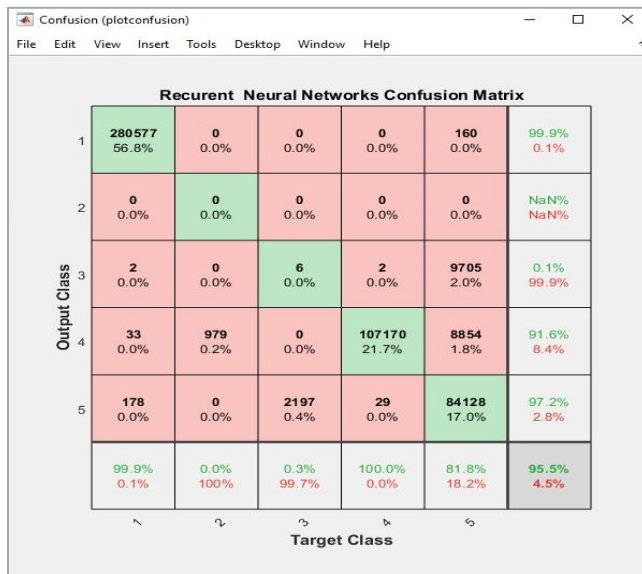 Confusion (plotconfusion)
File Edit View Insert Tools Desktop Window Help
Recurent Neural Networks Confusion Matrix
Output Class
1
280577 0 0 0 160 99.9%
56.8% 0.0% 0.0% 0.0% 0.0% 0.1%
2
0 0 0 0 0 NaN%
0.0% 0.0% 0.0% 0.0% 0.0% NaN%
3
2 0 6 2 9705 0.1%
0.0% 0.0% 0.0% 0.0% 2.0% 99.9%
4
33 979 0 107170 8854 91.6%
0.0% 0.2% 0.0% 21.7% 1.8% 8.4%
5
178 0 2197 29 84128 97.2%
0.0% 0.0% 0.4% 0.0% 17.0% 2.8%
99.9% 0.0% 0.3% 100.0% 81.8% 95.5%
0.1% 100% 99.7% 0.0% 18.2% 4.5%
1 2 3 4 5
Target Class